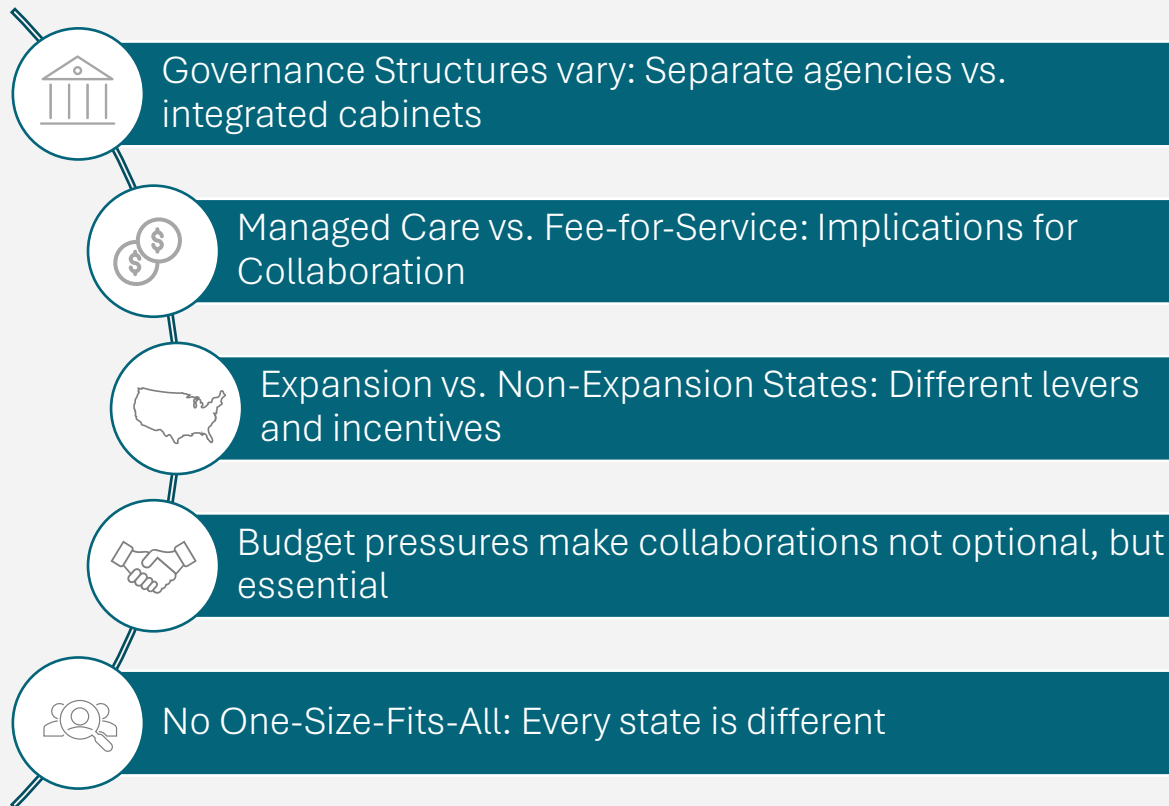 Governance Structures vary: Separate agencies vs.
integrated cabinets
$
$
Managed Care vs. Fee-for-Service: Implications for
Collaboration
Expansion vs. Non-Expansion States: Different levers
and incentives
Budget pressures make collaborations not optional, but
essential
No One-Size-Fits-All: Every state is different